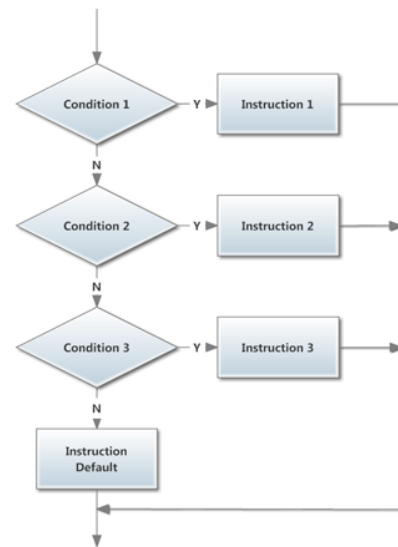 Condition 1
Y
Instruction 1
N
Condition 2
Y
Instruction 2
N
Condition 3
Y
Instruction 3
N
Instruction
Default